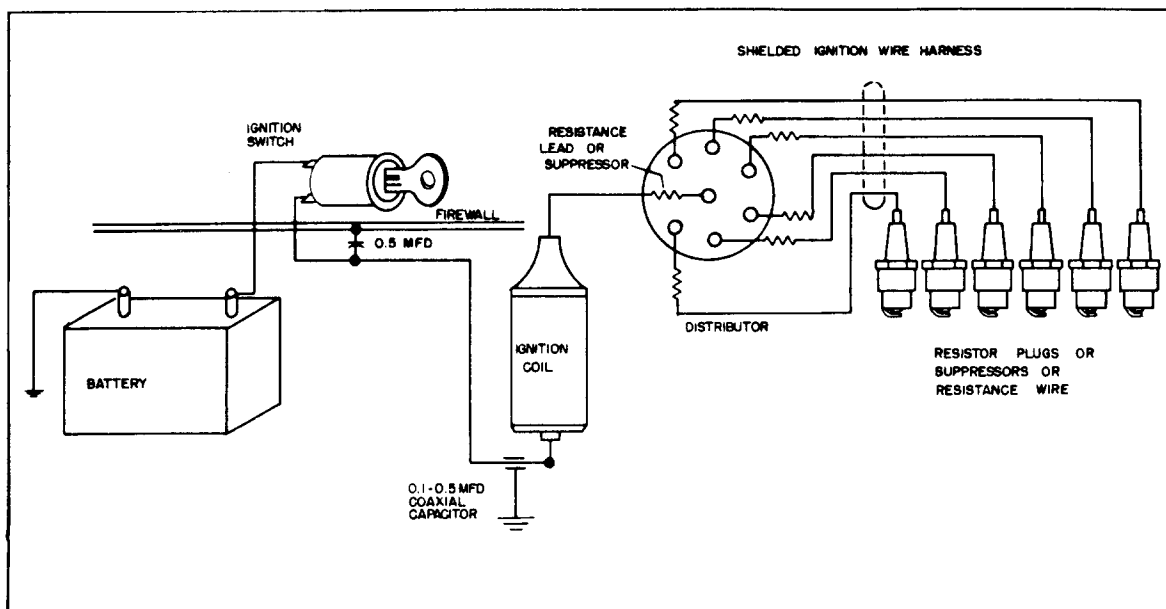 SHIELDED IGNITION WIRE HARNESS
IGNITION
SWITCH
RESISTANCE
LEAD OR
SUPPRESSOR
FIREWALL
0.5 MFD
DISTRIBUTOR
IGNITION
COIL
BATTERY
RESISTOR PLUGS OR
SUPPRESSORS OR
RESISTANCE WIRE
0.1-0.5 MFD
COAXIAL
CAPACITOR